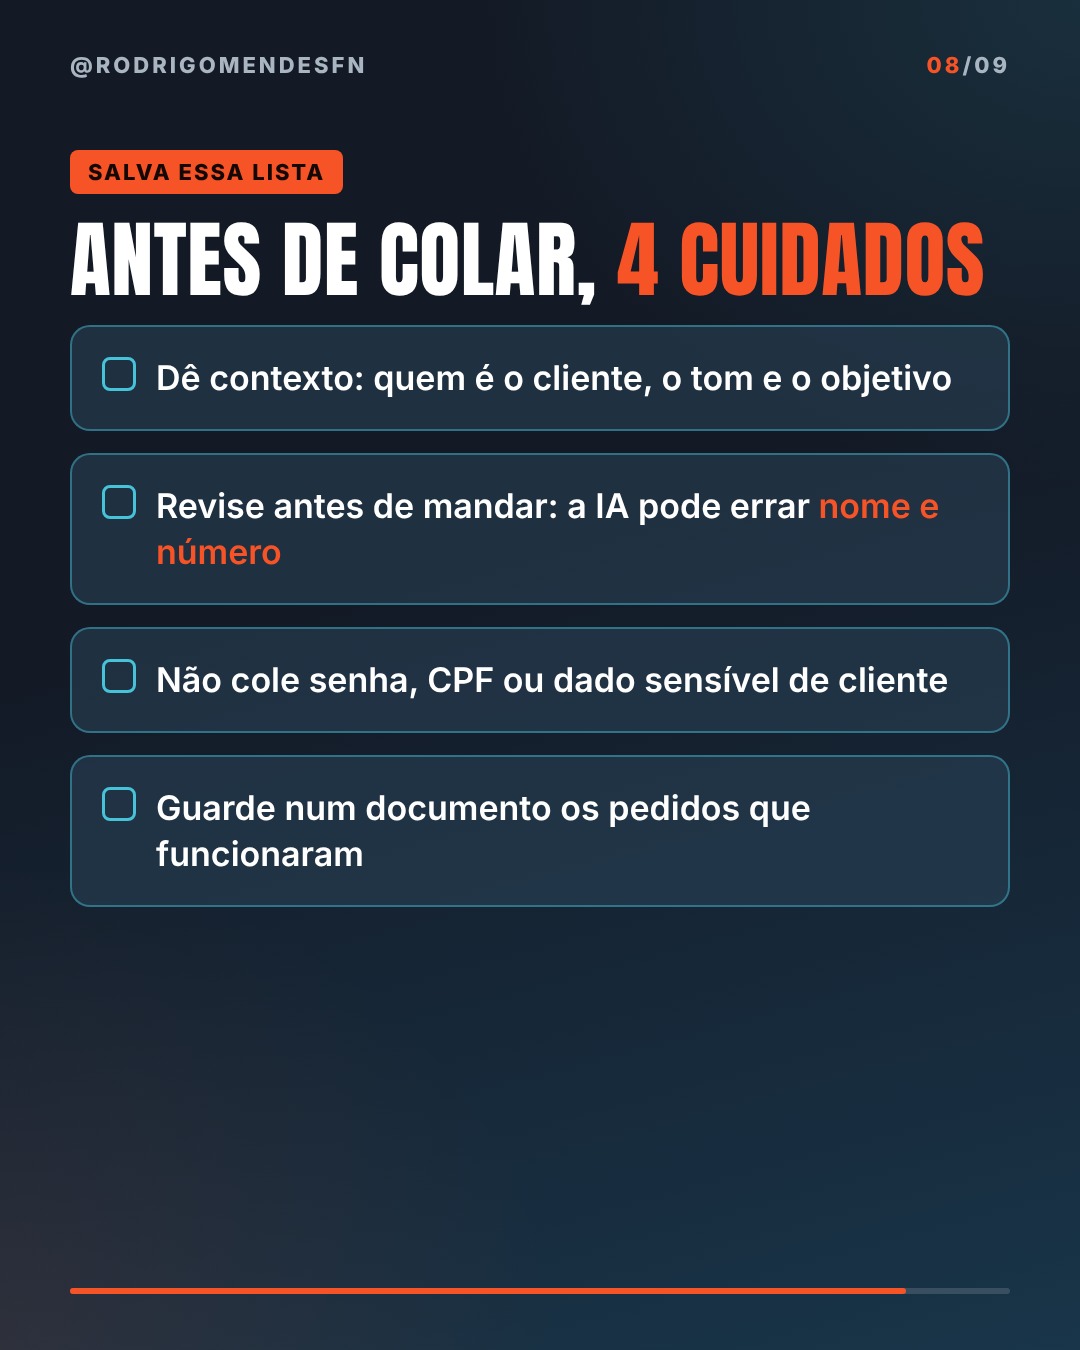 @RODRIGOMENDESFN
08/09
SALVA ESSA LISTA
ANTES DE COLAR, 4 CUIDADOS
Dê contexto: quem é o cliente, o tom e o objetivo
Revise antes de mandar: a IA pode errar nome e
número
Não cole senha, CPF ou dado sensível de cliente
Guarde num documento os pedidos que
funcionaram